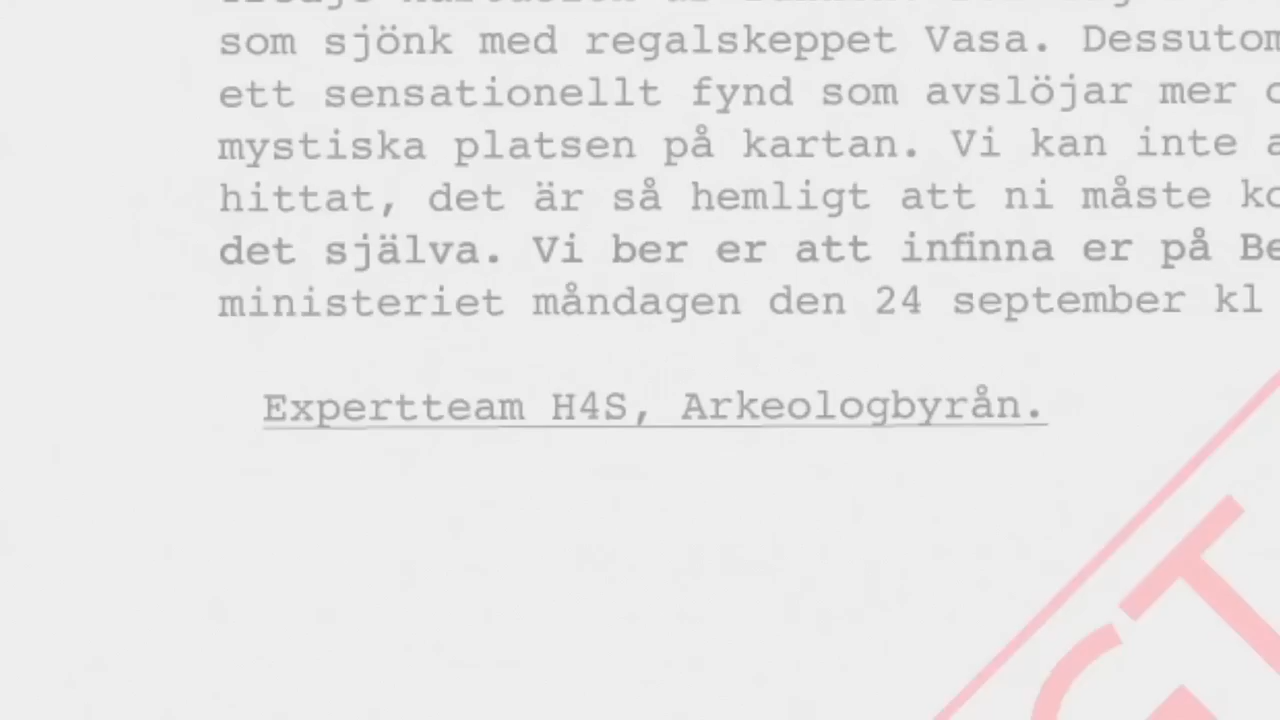 som sjönk med regalskeppet Vasa. Dessutom
ett sensationellt fynd som avslöjar mer
mystiska platsen på kartan. Vi kan inte
hittat, det är så hemligt att ni måste
det själva. Vi ber er att infinna er på
ministeriet måndagen den 24 september kl
Expertteam H4S, Arkeologbyrån.